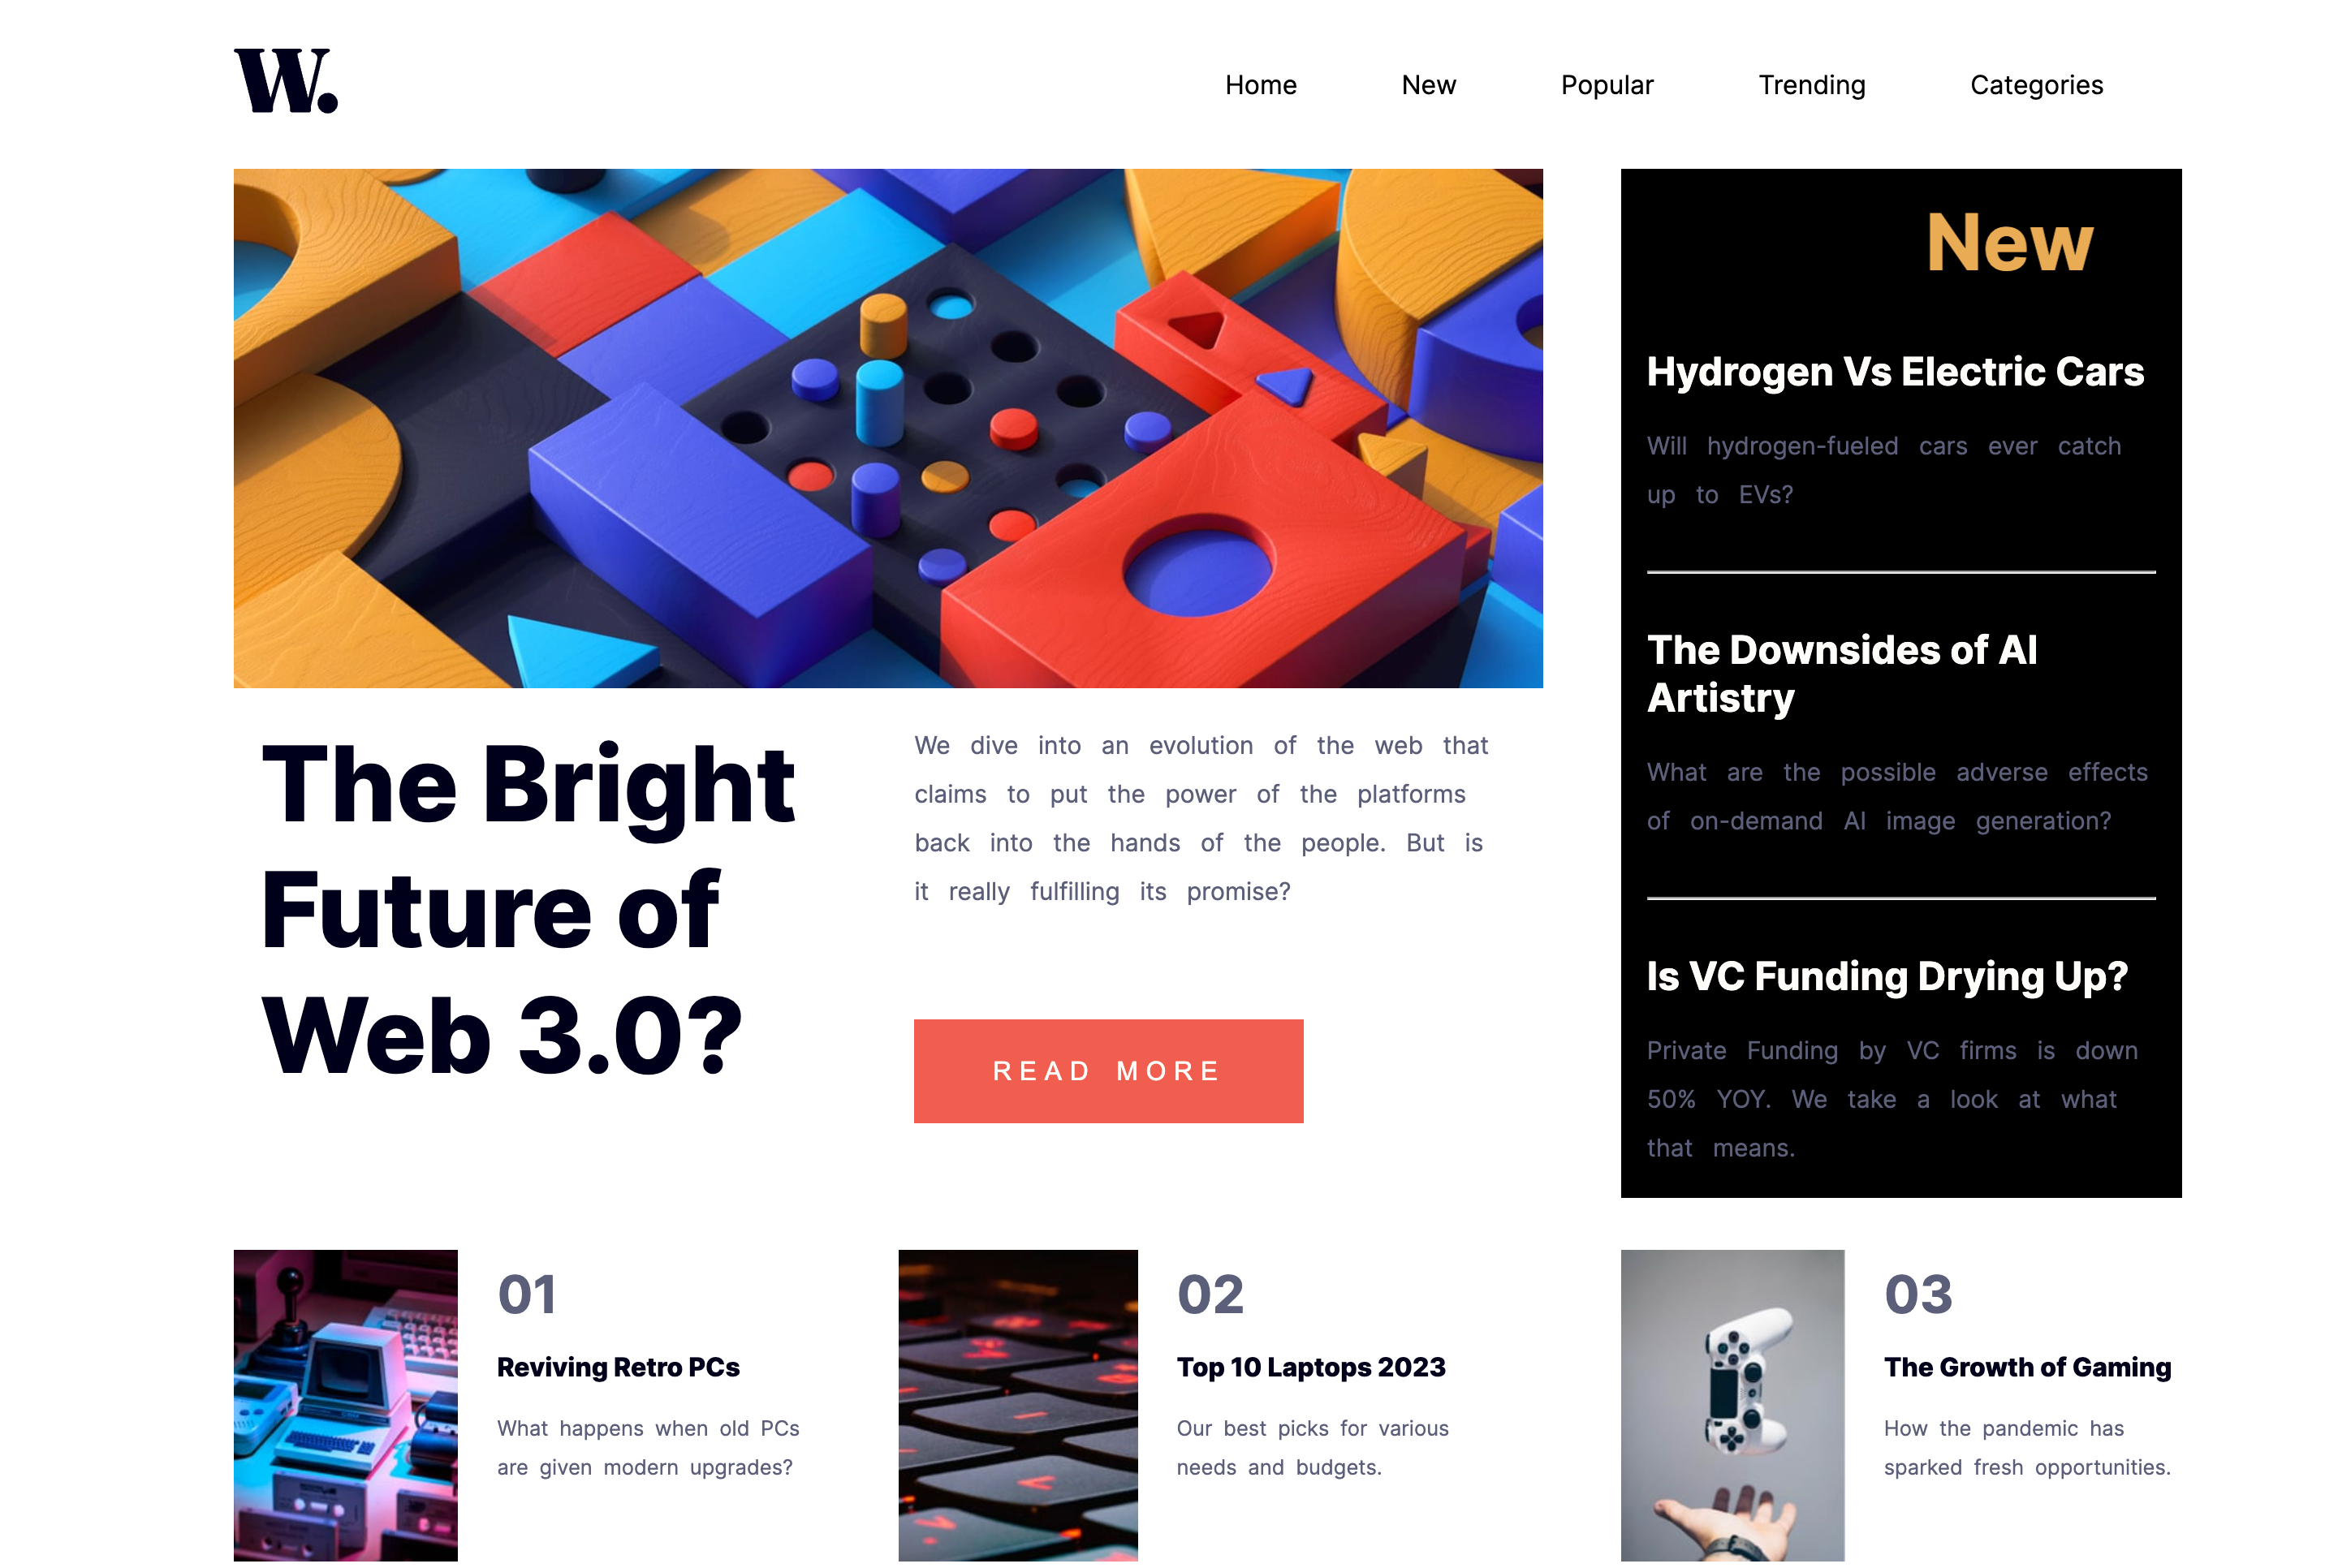 W.
Home New Popular Trending Categories
The Bright
Future of
Web 3.0?
We dive into an evolution of the web that
claims to put the power of the platforms
back into the hands of the people. But is
it really fulfilling its promise?
READ MORE
New
Hydrogen Vs Electric Cars
Will hydrogen-fueled cars ever catch
up to EVs?
The Downsides of AI
Artistry
What are the possible adverse effects
of on-demand AI image generation?
Is VC Funding Drying Up?
Private Funding by VC firms is down
50% YOY. We take a look at what
that means.
01
Reviving Retro PCs
What happens when old PCs
are given modern upgrades?
02
Top 10 Laptops 2023
Our best picks for various
needs and budgets.
03
The Growth of Gaming
How the pandemic has
sparked fresh opportunities.